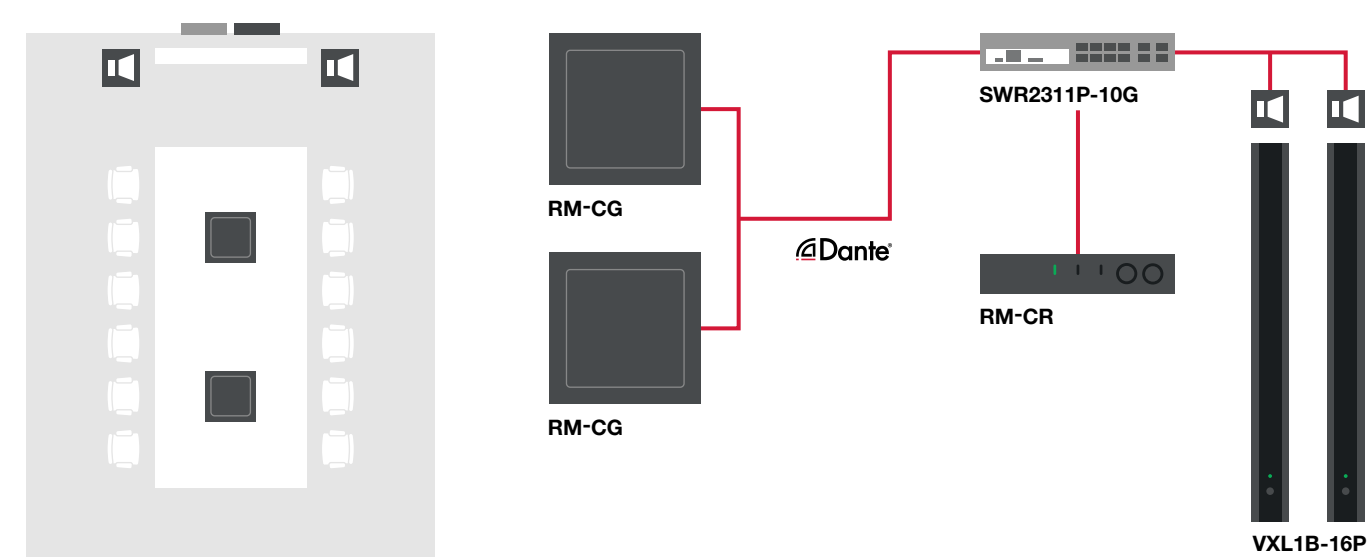 SWR2311P-10G
RM-CG
Dante®
RM-CR
RM-CG
VXL1B-16P